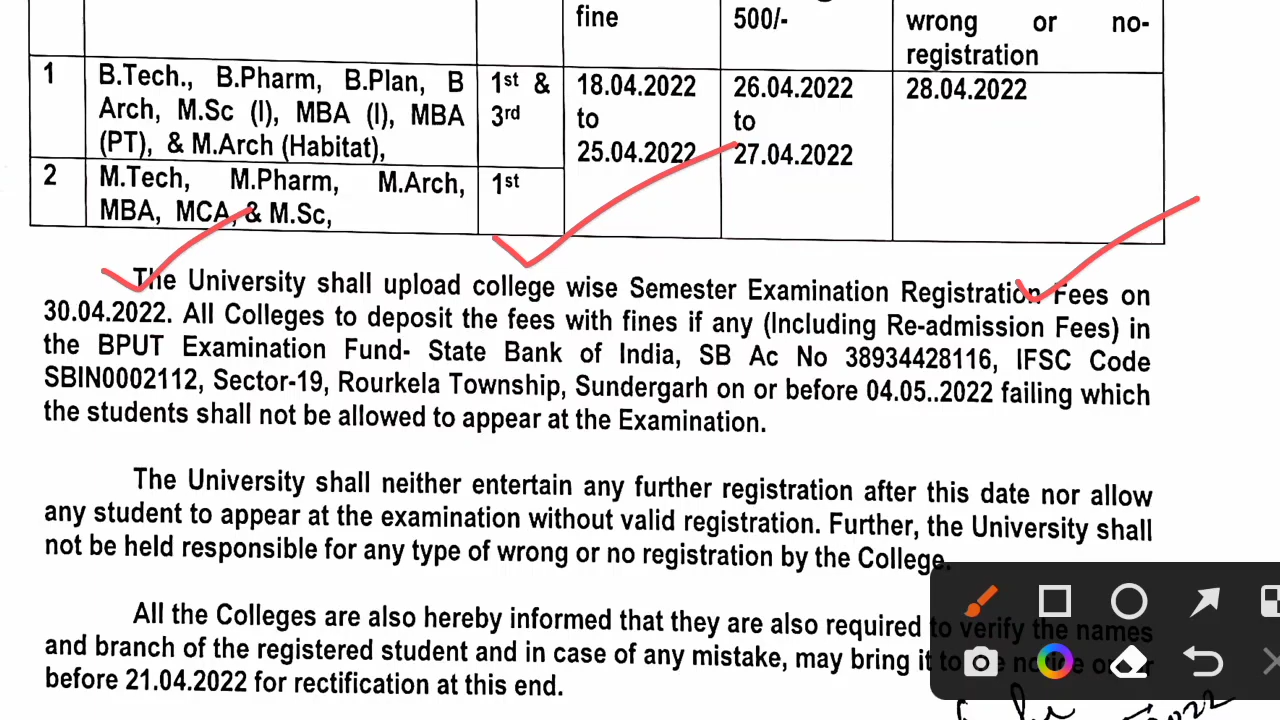 fine
500/-
wrong or no-
registration
1 B.Tech., B.Pharm, B.Plan, B 1st & 18.04.2022 26.04.2022 28.04.2022
Arch, M.Sc (I), MBA (I), MBA 3rd to to
(PT), & M.Arch (Habitat), 25.04.2022 27.04.2022
2 M.Tech, M.Pharm, M.Arch, 1st
MBA, MCA, & M.Sc,
The University shall upload college wise Semester Examination Registration Fees on
30.04.2022. All Colleges to deposit the fees with fines if any (Including Re-admission Fees) in
the BPUT Examination Fund- State Bank of India, SB Ac No 38934428116, IFSC Code
SBIN0002112, Sector-19, Rourkela Township, Sundergarh on or before 04.05..2022 failing which
the students shall not be allowed to appear at the Examination.
The University shall neither entertain any further registration after this date nor allow
any student to appear at the examination without valid registration. Further, the University shall
not be held responsible for any type of wrong or no registration by the College.
All the Colleges are also hereby informed that they are also required to verify the names
and branch of the registered student and in case of any mistake, may bring it to
before 21.04.2022 for rectification at this end.